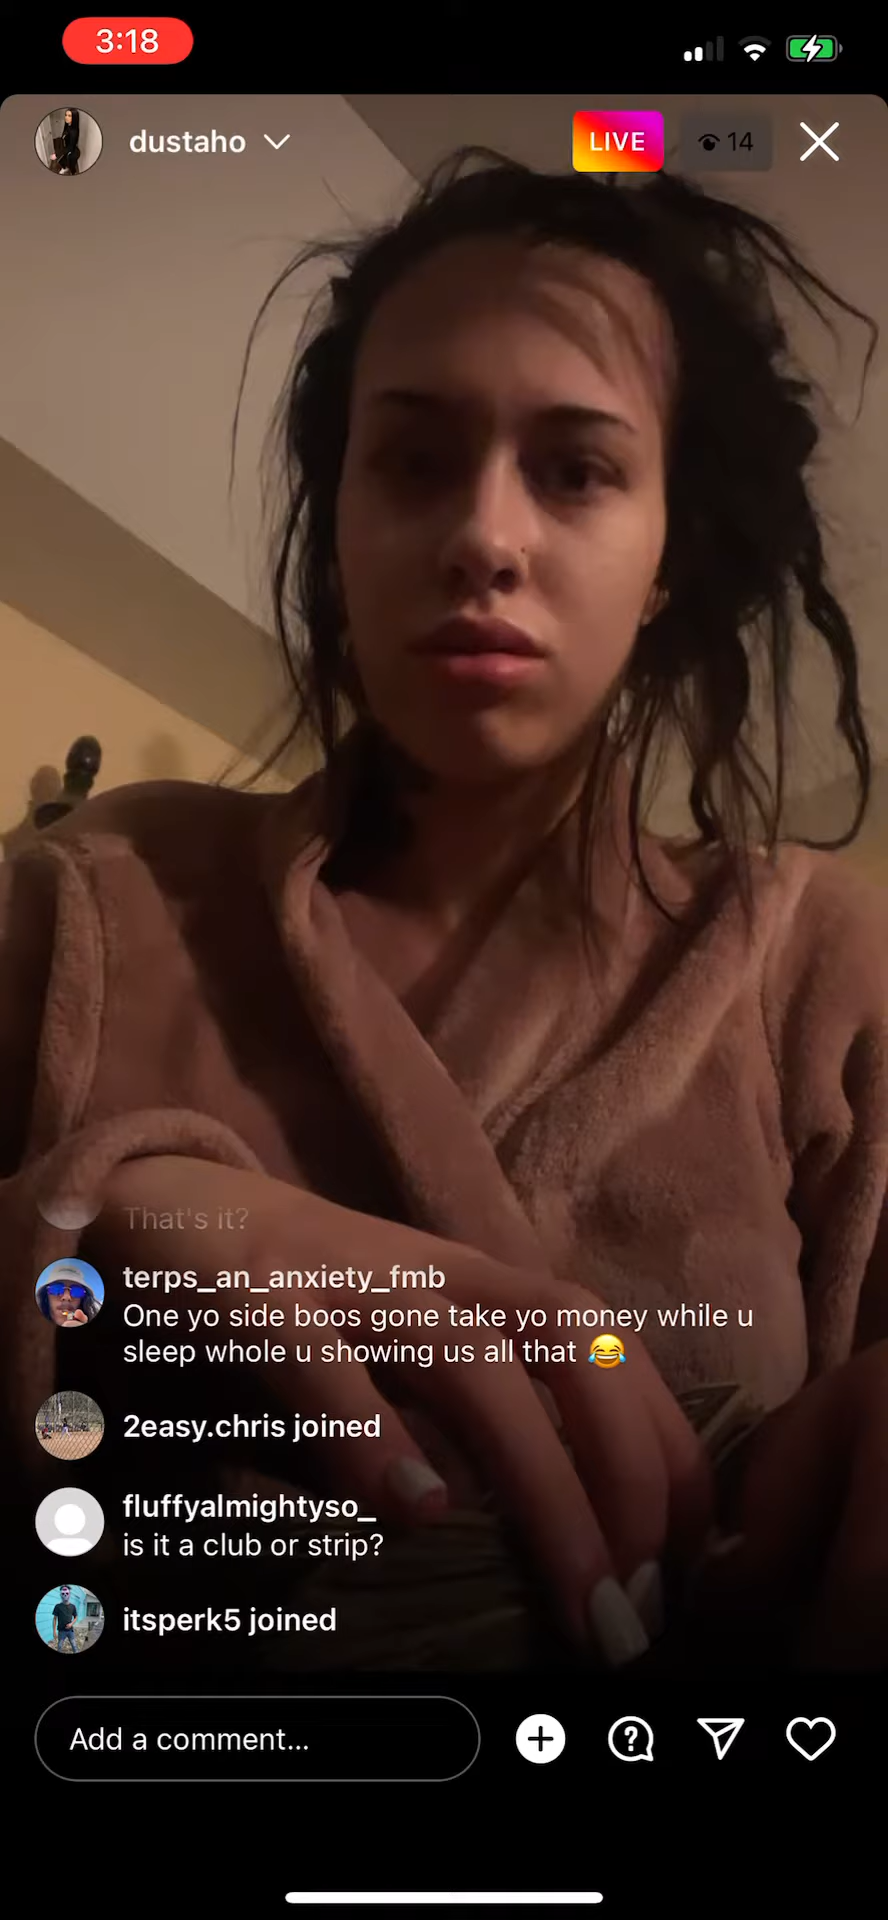 3:18
dustaho
LIVE
14
That's it?
terps_an_anxiety_fmb
One yo side boos gone take yo money while u
sleep whole u showing us all that 😂
2easy.chris joined
fluffyalmightyso_
is it a club or strip?
itsperk5 joined
Add a comment...